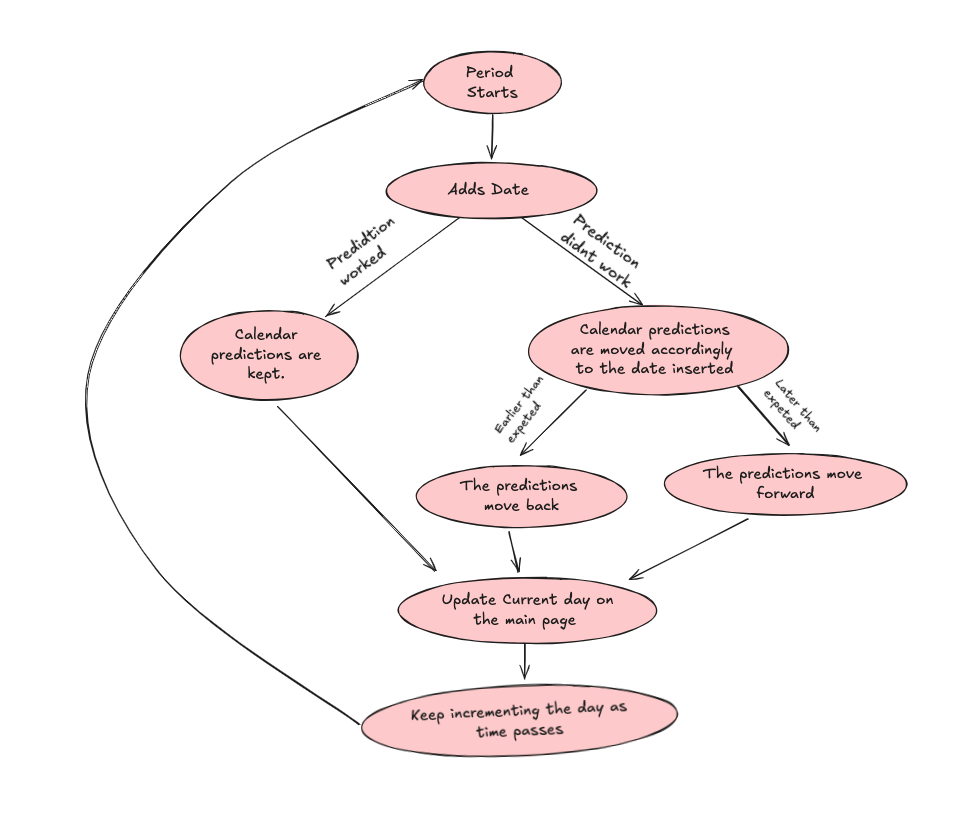 Period
Starts
Adds Date
Predidtion
worked
Prediction
didnt work
Calendar
predictions are
kept.
Calendar predictions
are moved accordingly
to the date inserted
Earlier than
expeted
Later than
expeted
The predictions
move back
The predictions move
forward
Update Current day on
the main page
Keep incrementing the day as
time passes